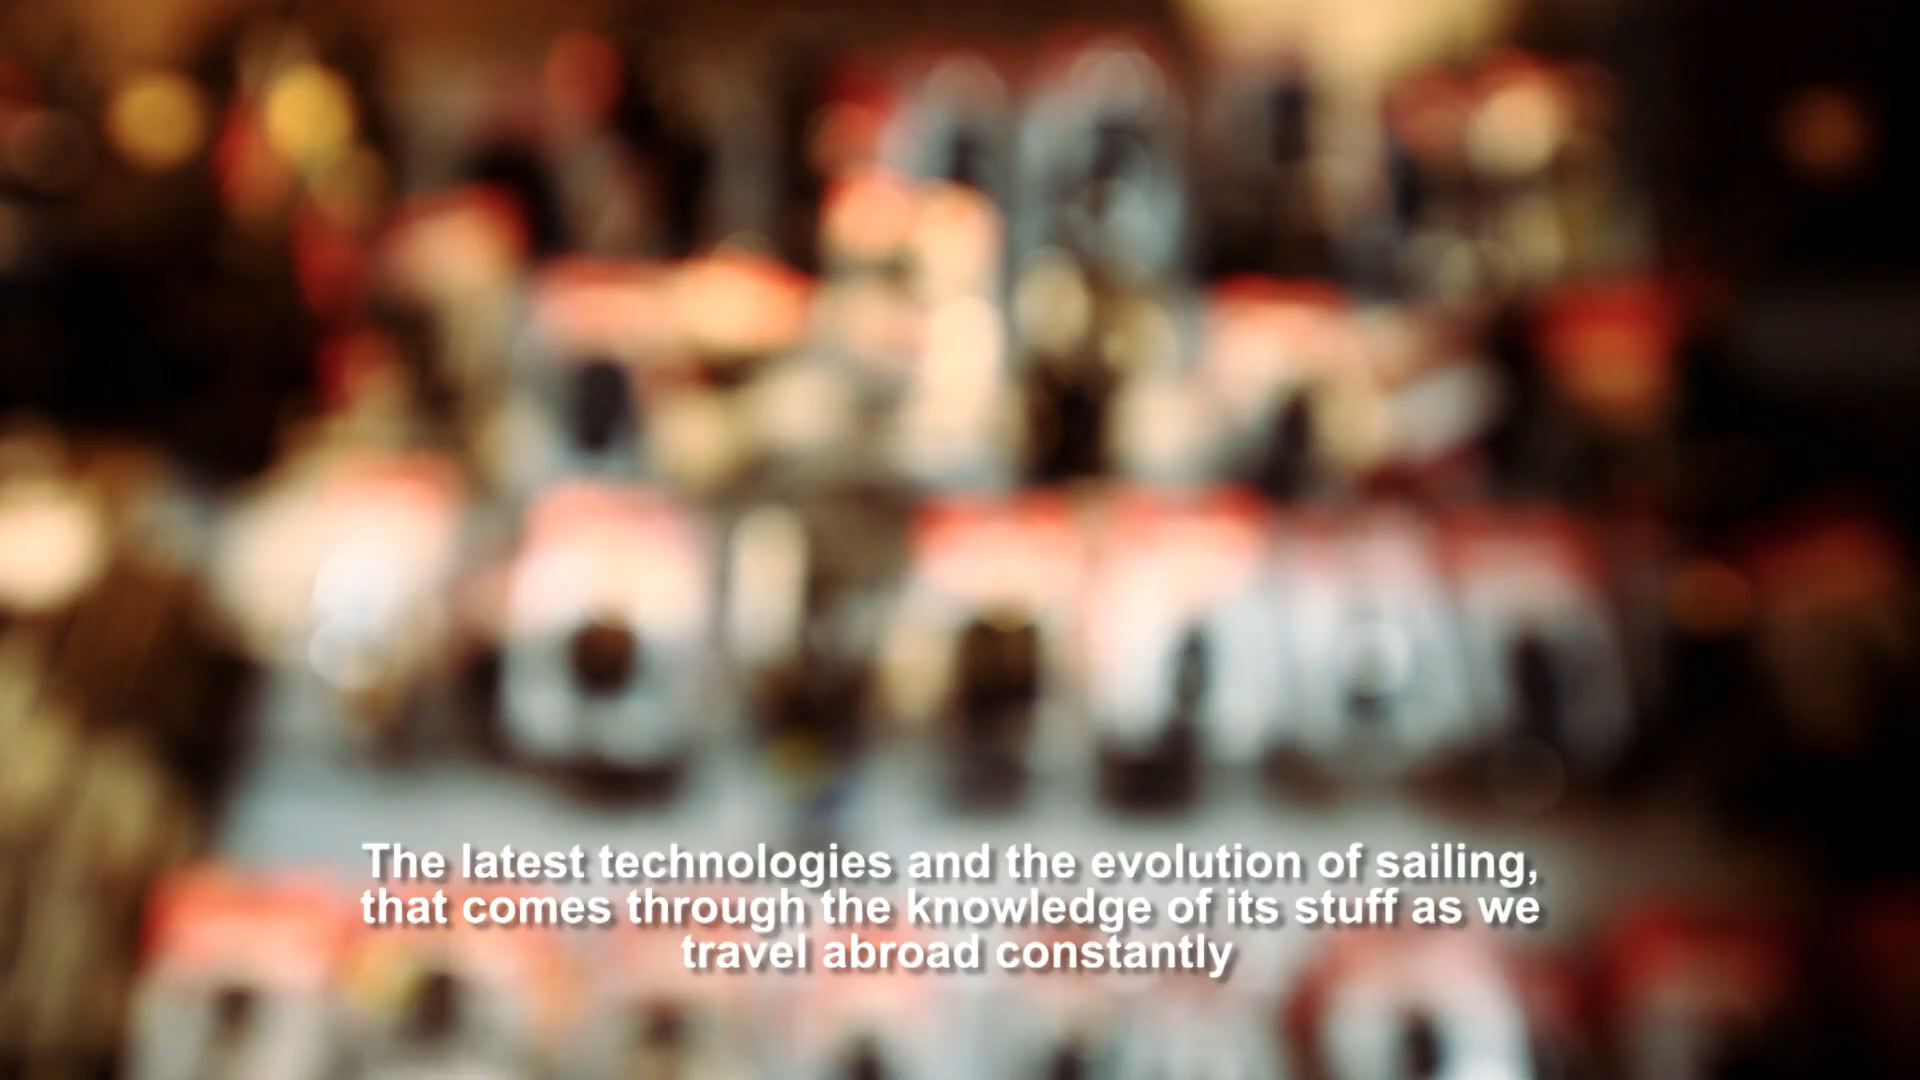 The latest technologies and the evolution of sailing,
that comes through the knowledge of its stuff as we
travel abroad constantly